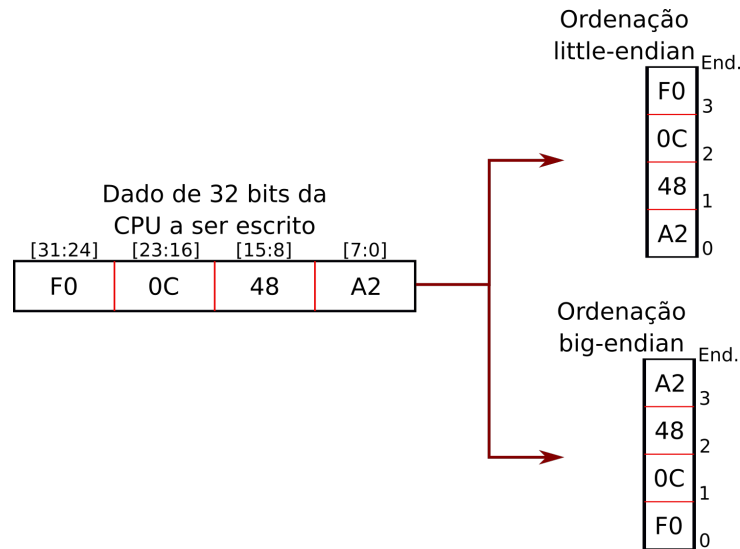 Ordenação
little-endian
End.
F0
3
0C
2
48
1
A2
0
Dado de 32 bits da
CPU a ser escrito
[31:24] [23:16] [15:8] [7:0]
F0 0C 48 A2
Ordenação
big-endian
End.
A2
3
48
2
0C
1
F0
0